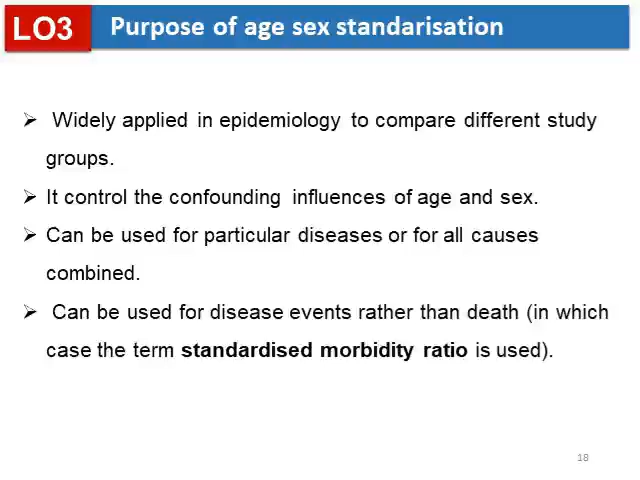 LO3 Purpose of age sex standarisation
➢ Widely applied in epidemiology to compare different study
groups.
➢ It control the confounding influences of age and sex.
➢ Can be used for particular diseases or for all causes
combined.
➢ Can be used for disease events rather than death (in which
case the term standardised morbidity ratio is used).
18